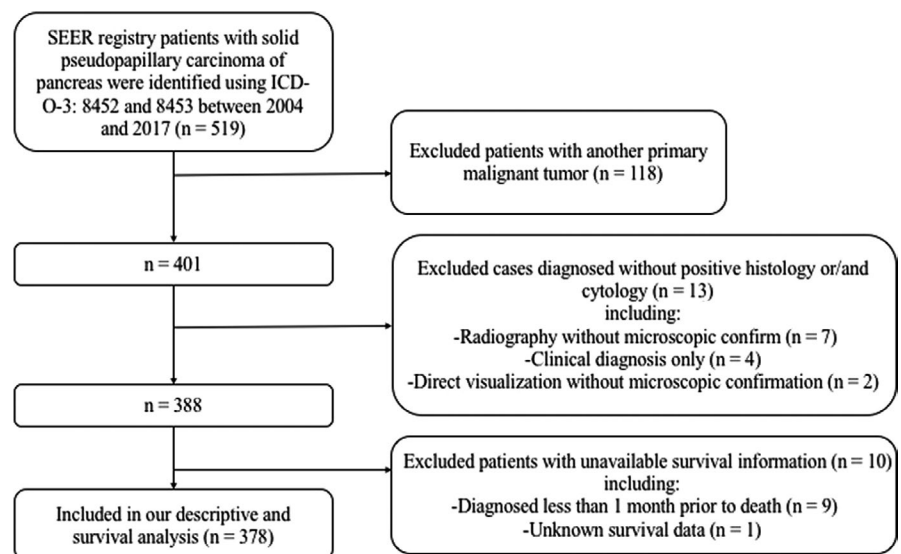 SEER registry patients with solid
pseudopapillary carcinoma of
pancreas were identified using ICD-
O-3: 8452 and 8453 between 2004
and 2017 (n = 519)
Excluded patients with another primary
malignant tumor (n = 118)
n = 401
Excluded cases diagnosed without positive histology or/and
cytology (n = 13)
including:
-Radiography without microscopic confirm (n = 7)
-Clinical diagnosis only (n = 4)
-Direct visualization without microscopic confirmation (n = 2)
n = 388
Excluded patients with unavailable survival information (n = 10)
including:
-Diagnosed less than 1 month prior to death (n = 9)
-Unknown survival data (n = 1)
Included in our descriptive and
survival analysis (n = 378)